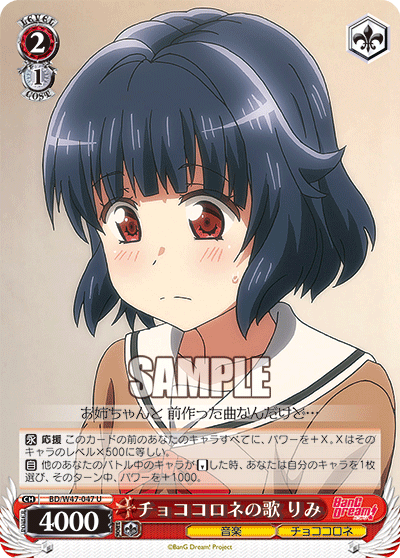 LEVEL
2
1
COST
SAMPLE
お姉ちゃんと 前作った曲なんだけど…
永 応援 このカードの前のあなたのキャラすべてに、パワーを+X。Xはそのキャラのレベル×500に等しい。
自 他のあなたのバトル中のキャラが した時、あなたは自分のキャラを1枚選び、そのターン中、パワーを+1000。
CH BD/W47-047 U
4000
チョココロネの歌 りみ
BanG Dream!
音楽
チョココロネ
©BanG Dream! Project